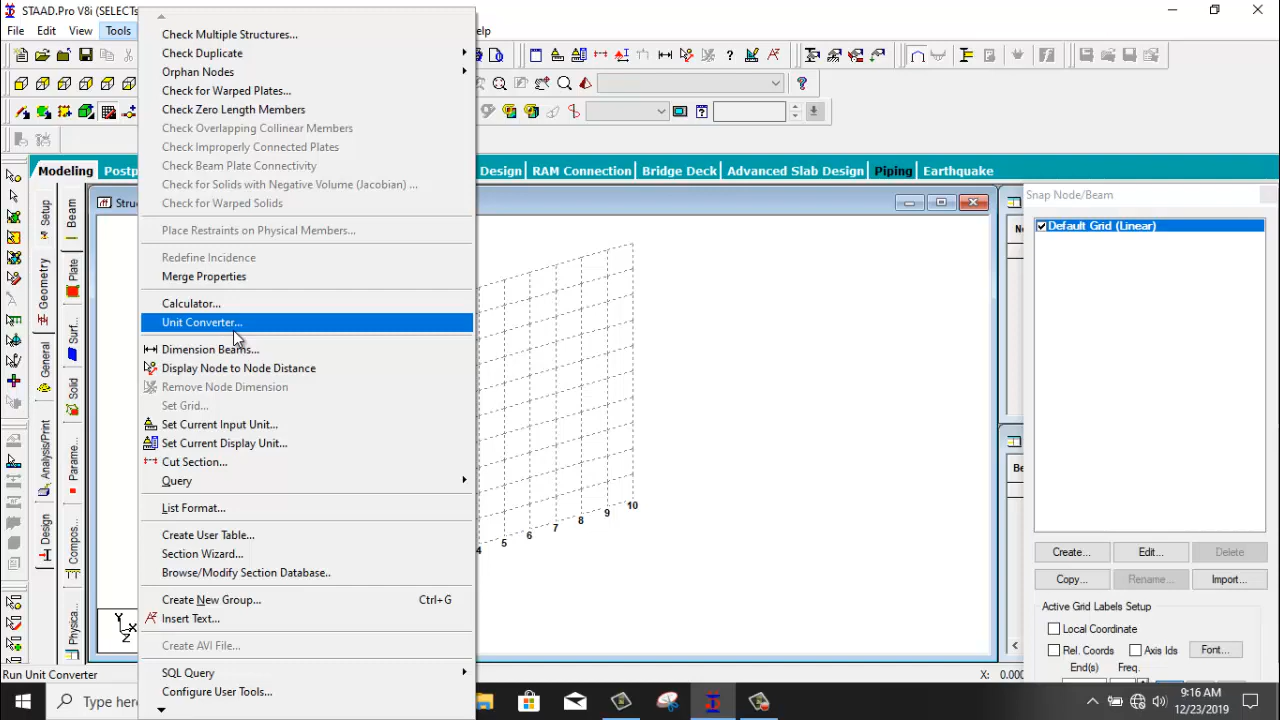 STAAD.Pro V8i (SELECTs
File Edit View Tools elp
Check Multiple Structures...
Check Duplicate
Orphan Nodes
Check for Warped Plates...
Check Zero Length Members
Check Overlapping Collinear Members
Check Improperly Connected Plates
Check Beam Plate Connectivity
Check for Solids with Negative Volume (Jacobian) ...
Check for Warped Solids
Place Restraints on Physical Members...
Redefine Incidence
Merge Properties
Calculator...
Unit Converter...
Dimension Beams...
Display Node to Node Distance
Remove Node Dimension
Set Grid...
Set Current Input Unit...
Set Current Display Unit...
Cut Section...
Query
List Format...
Create User Table...
Section Wizard...
Browse/Modify Section Database..
Create New Group... Ctrl+G
Insert Text...
Create AVI File...
SQL Query
Configure User Tools...
Modeling Postp Design RAM Connection Bridge Deck Advanced Slab Design Piping Earthquake
Setup
Geometry
General
Analysis/Print
Design
Beam
Plate
Surf...
Solid
Parame...
Compos...
Physica...
Struc
4 5 6 7 8 9 10
Y
X
Z
No
Be
Snap Node/Beam
Default Grid (Linear)
Create... Edit... Delete
Copy... Rename... Import...
Active Grid Labels Setup
Local Coordinate
Rel. Coords Axis Ids Font...
End(s) Freq.
Run Unit Converter X: 0.000
Type here
9:16 AM
12/23/2019